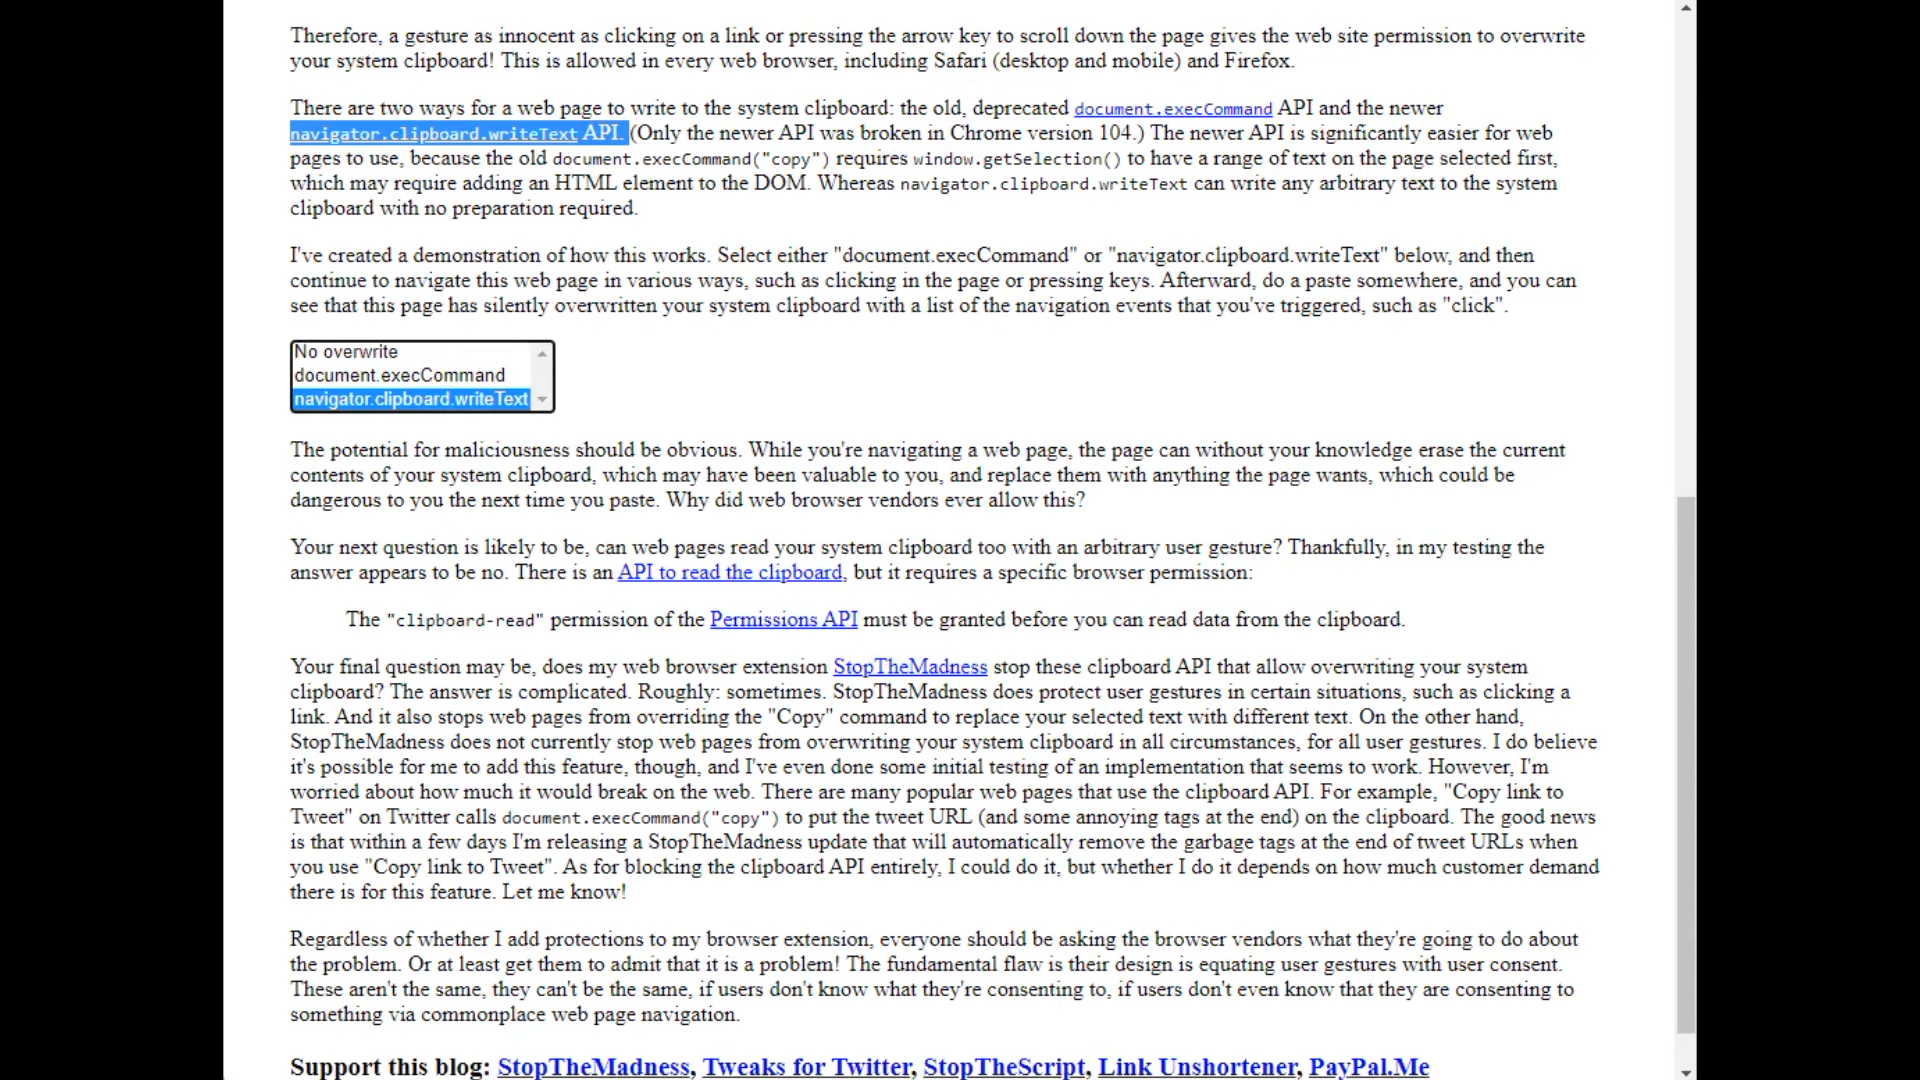 Therefore, a gesture as innocent as clicking on a link or pressing the arrow key to scroll down the page gives the web site permission to overwrite
your system clipboard! This is allowed in every web browser, including Safari (desktop and mobile) and Firefox.
There are two ways for a web page to write to the system clipboard: the old, deprecated document.execCommand API and the newer
navigator.clipboard.writeText API. (Only the newer API was broken in Chrome version 104.) The newer API is significantly easier for web
pages to use, because the old document.execCommand("copy") requires window.getSelection() to have a range of text on the page selected first,
which may require adding an HTML element to the DOM. Whereas navigator.clipboard.writeText can write any arbitrary text to the system
clipboard with no preparation required.
I've created a demonstration of how this works. Select either "document.execCommand" or "navigator.clipboard.writeText" below, and then
continue to navigate this web page in various ways, such as clicking in the page or pressing keys. Afterward, do a paste somewhere, and you can
see that this page has silently overwritten your system clipboard with a list of the navigation events that you've triggered, such as "click".
No overwrite
document.execCommand
navigator.clipboard.writeText
The potential for maliciousness should be obvious. While you're navigating a web page, the page can without your knowledge erase the current
contents of your system clipboard, which may have been valuable to you, and replace them with anything the page wants, which could be
dangerous to you the next time you paste. Why did web browser vendors ever allow this?
Your next question is likely to be, can web pages read your system clipboard too with an arbitrary user gesture? Thankfully, in my testing the
answer appears to be no. There is an API to read the clipboard, but it requires a specific browser permission:
The "clipboard-read" permission of the Permissions API must be granted before you can read data from the clipboard.
Your final question may be, does my web browser extension StopTheMadness stop these clipboard API that allow overwriting your system
clipboard? The answer is complicated. Roughly: sometimes. StopTheMadness does protect user gestures in certain situations, such as clicking a
link. And it also stops web pages from overriding the "Copy" command to replace your selected text with different text. On the other hand,
StopTheMadness does not currently stop web pages from overwriting your system clipboard in all circumstances, for all user gestures. I do believe
it's possible for me to add this feature, though, and I've even done some initial testing of an implementation that seems to work. However, I'm
worried about how much it would break on the web. There are many popular web pages that use the clipboard API. For example, "Copy link to
Tweet" on Twitter calls document.execCommand("copy") to put the tweet URL (and some annoying tags at the end) on the clipboard. The good news
is that within a few days I'm releasing a StopTheMadness update that will automatically remove the garbage tags at the end of tweet URLs when
you use "Copy link to Tweet". As for blocking the clipboard API entirely, I could do it, but whether I do it depends on how much customer demand
there is for this feature. Let me know!
Regardless of whether I add protections to my browser extension, everyone should be asking the browser vendors what they're going to do about
the problem. Or at least get them to admit that it is a problem! The fundamental flaw is their design is equating user gestures with user consent.
These aren't the same, they can't be the same, if users don't know what they're consenting to, if users don't even know that they are consenting to
something via commonplace web page navigation.
Support this blog: StopTheMadness, Tweaks for Twitter, StopTheScript, Link Unshortener, PayPal.Me